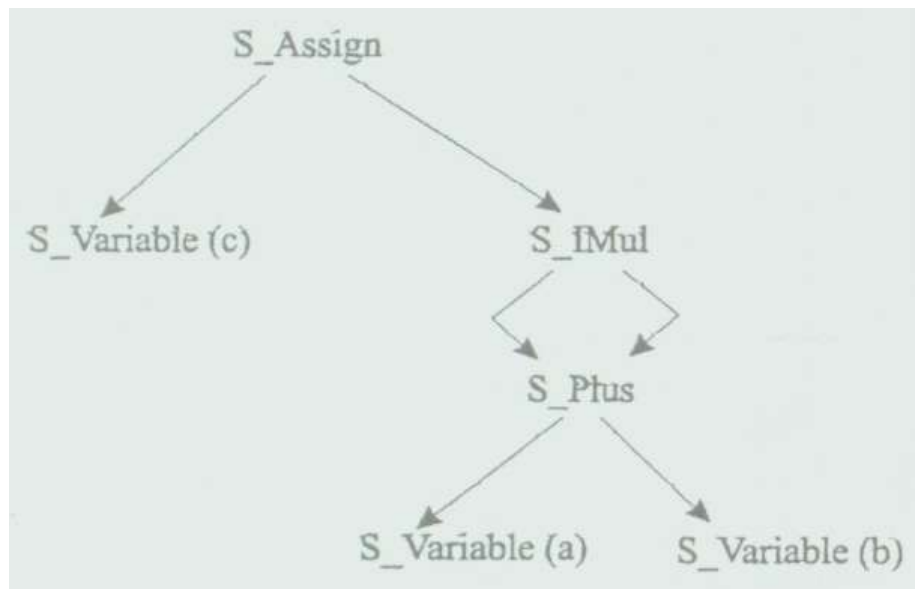 S_Assign
S_Variable (c)
S_IMul
S_Plus
S_Variable (a)
S_Variable (b)